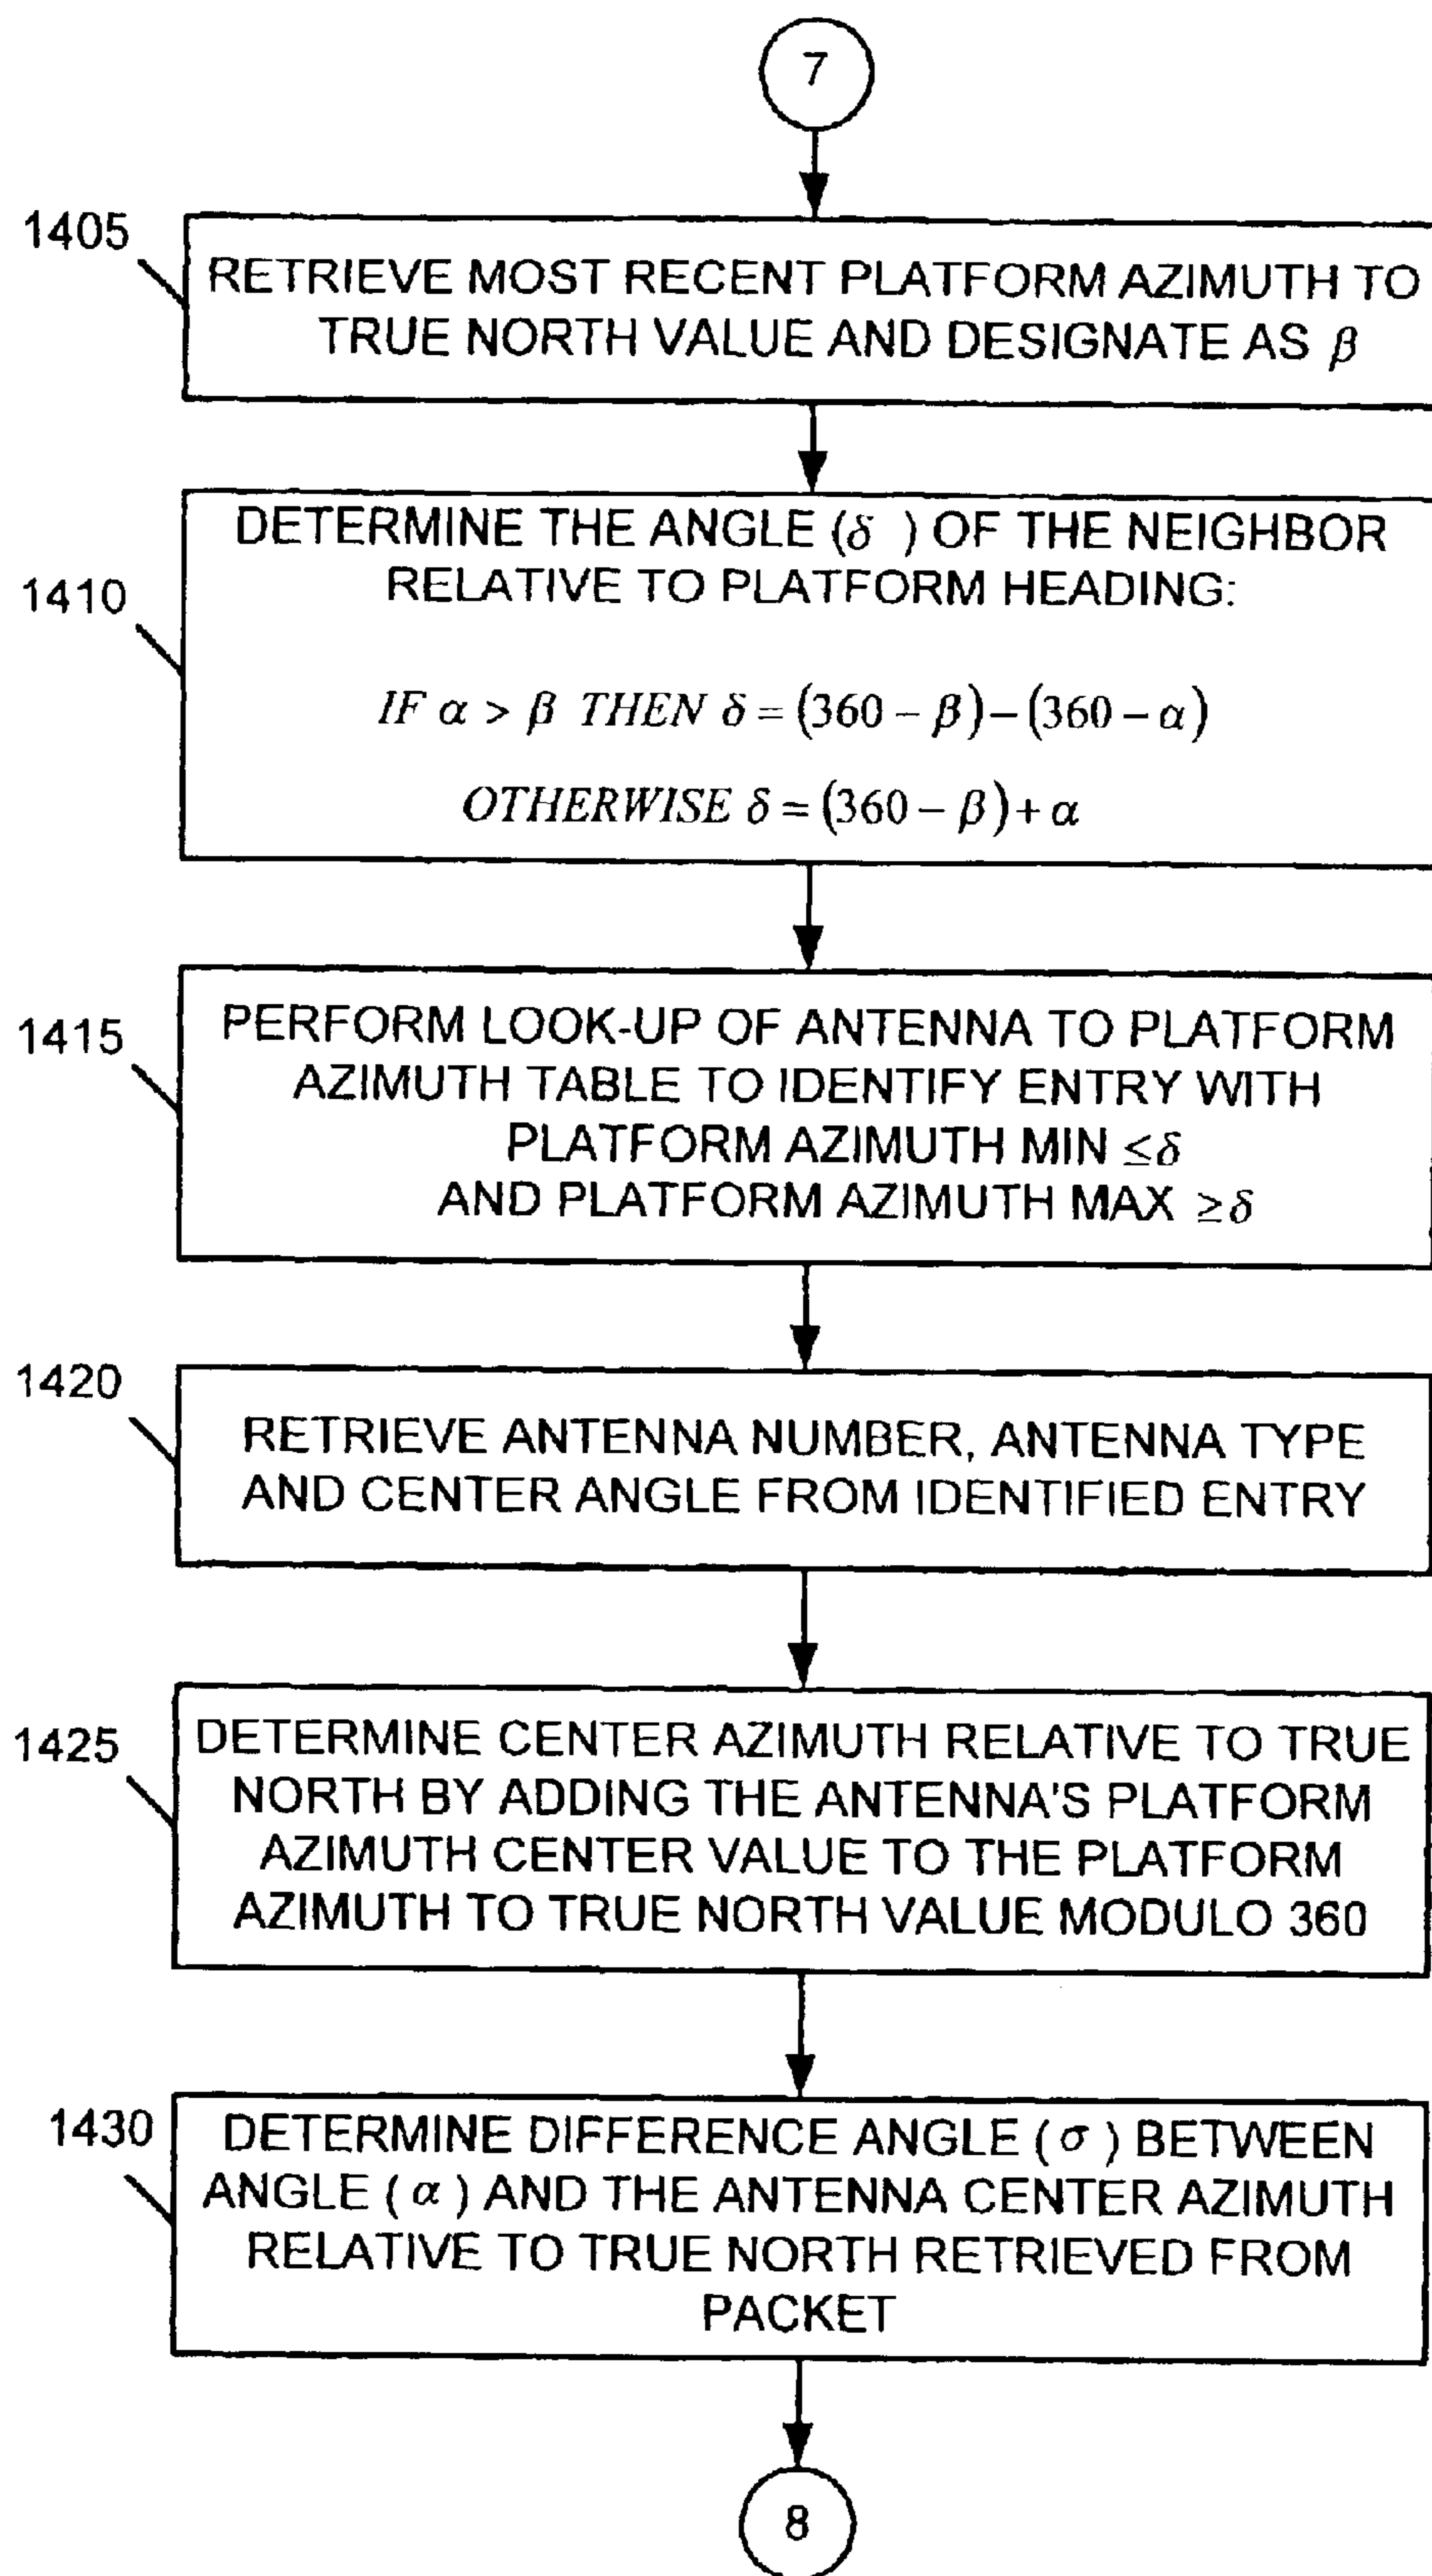 7
1405
RETRIEVE MOST RECENT PLATFORM AZIMUTH TO
TRUE NORTH VALUE AND DESIGNATE AS β
1410
DETERMINE THE ANGLE (δ ) OF THE NEIGHBOR
RELATIVE TO PLATFORM HEADING:
IF α > β THEN δ = (360 − β)−(360 − α)
OTHERWISE δ = (360 − β)+ α
1415
PERFORM LOOK-UP OF ANTENNA TO PLATFORM
AZIMUTH TABLE TO IDENTIFY ENTRY WITH
PLATFORM AZIMUTH MIN ≤δ
AND PLATFORM AZIMUTH MAX ≥δ
1420
RETRIEVE ANTENNA NUMBER, ANTENNA TYPE
AND CENTER ANGLE FROM IDENTIFIED ENTRY
1425
DETERMINE CENTER AZIMUTH RELATIVE TO TRUE
NORTH BY ADDING THE ANTENNA'S PLATFORM
AZIMUTH CENTER VALUE TO THE PLATFORM
AZIMUTH TO TRUE NORTH VALUE MODULO 360
1430
DETERMINE DIFFERENCE ANGLE (σ) BETWEEN
ANGLE (α) AND THE ANTENNA CENTER AZIMUTH
RELATIVE TO TRUE NORTH RETRIEVED FROM
PACKET
8